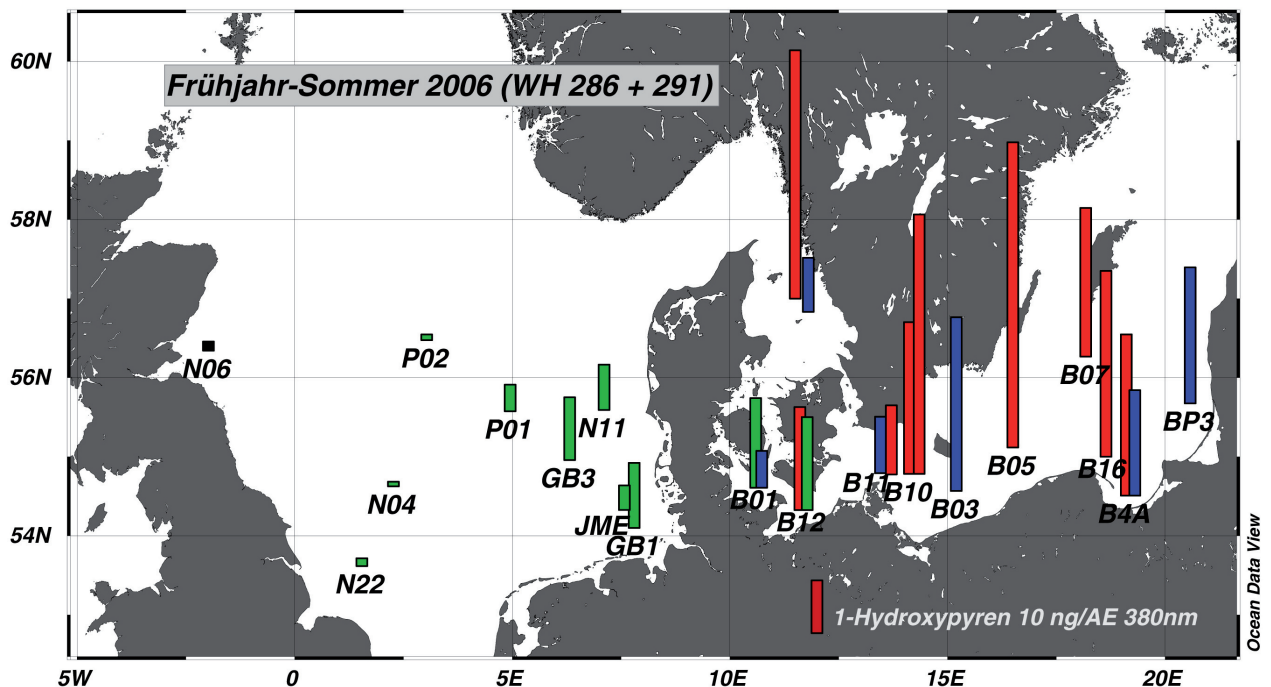 60N
Frühjahr-Sommer 2006 (WH 286 + 291)
58N
56N
N06
P02
B07
P01
N11
BP3
GB3
B05
B16
N04
B01
B11
B10
B03
JME
B12
B4A
54N
GB1
N22
1-Hydroxypyren 10 ng/AE 380nm
Ocean Data View
5W
0
5E
10E
15E
20E